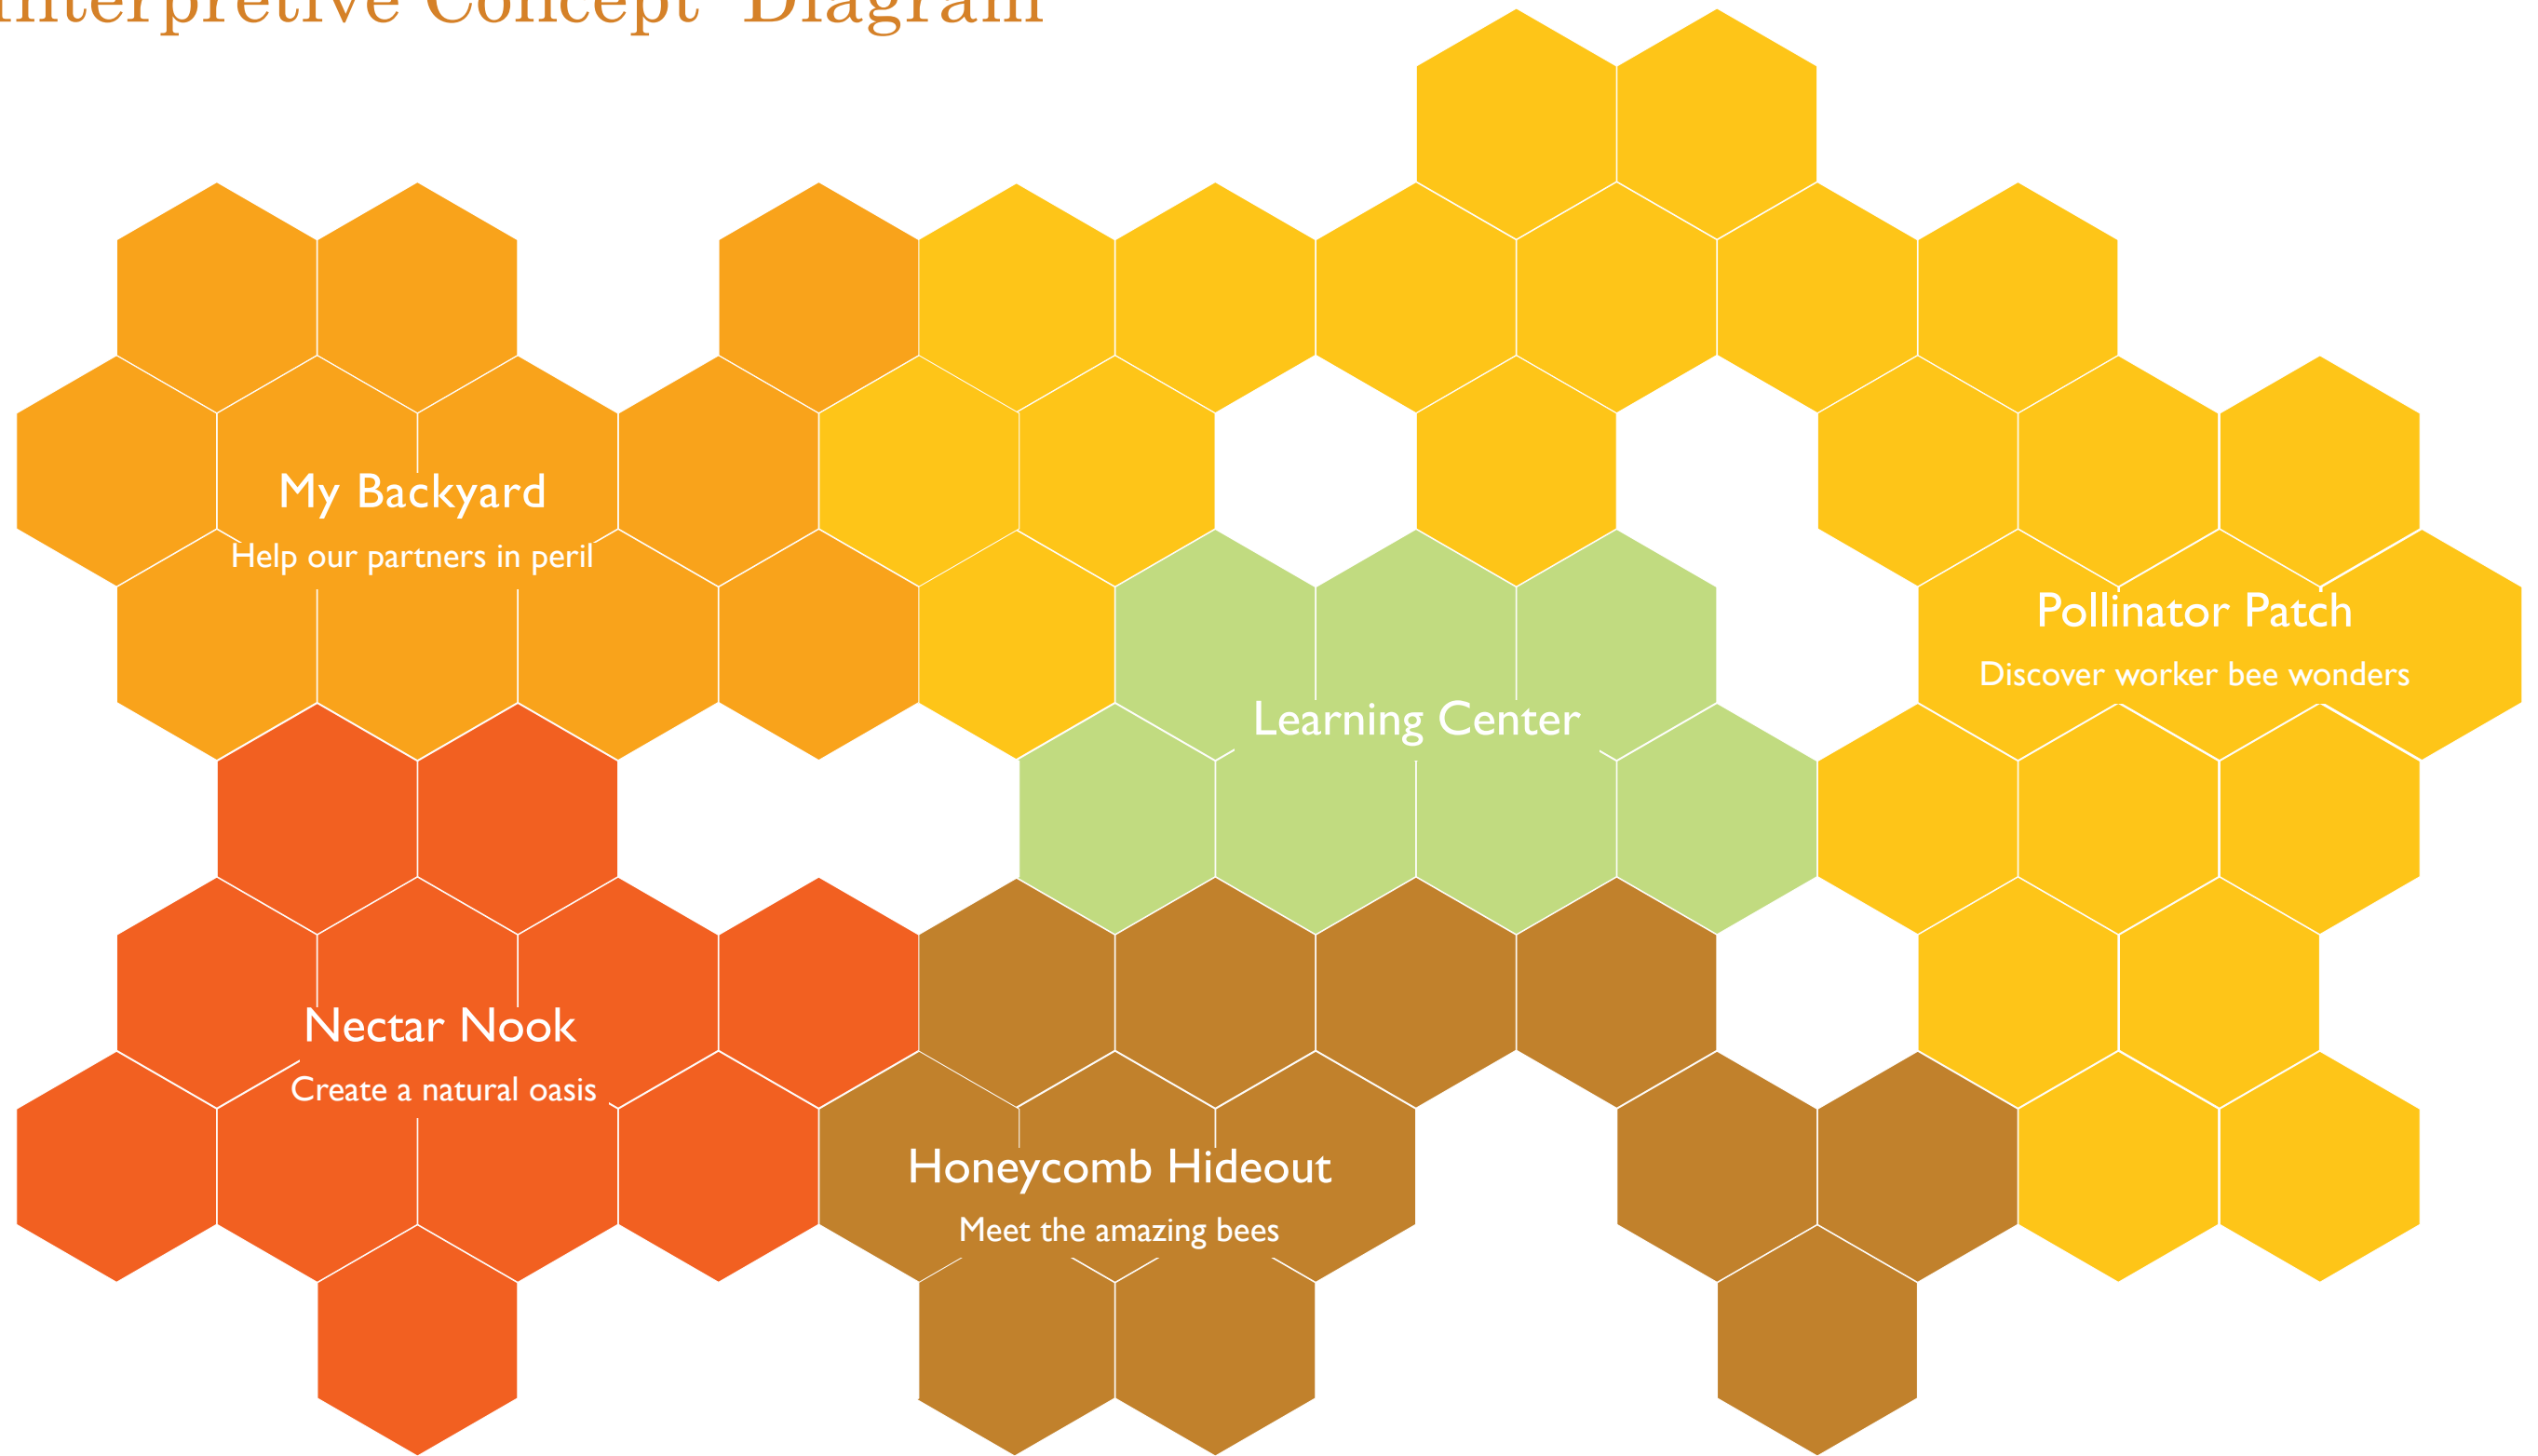 Interpretive Concept Diagram
My Backyard
Help our partners in peril
Pollinator Patch
Discover worker bee wonders
Learning Center
Nectar Nook
Create a natural oasis
Honeycomb Hideout
Meet the amazing bees